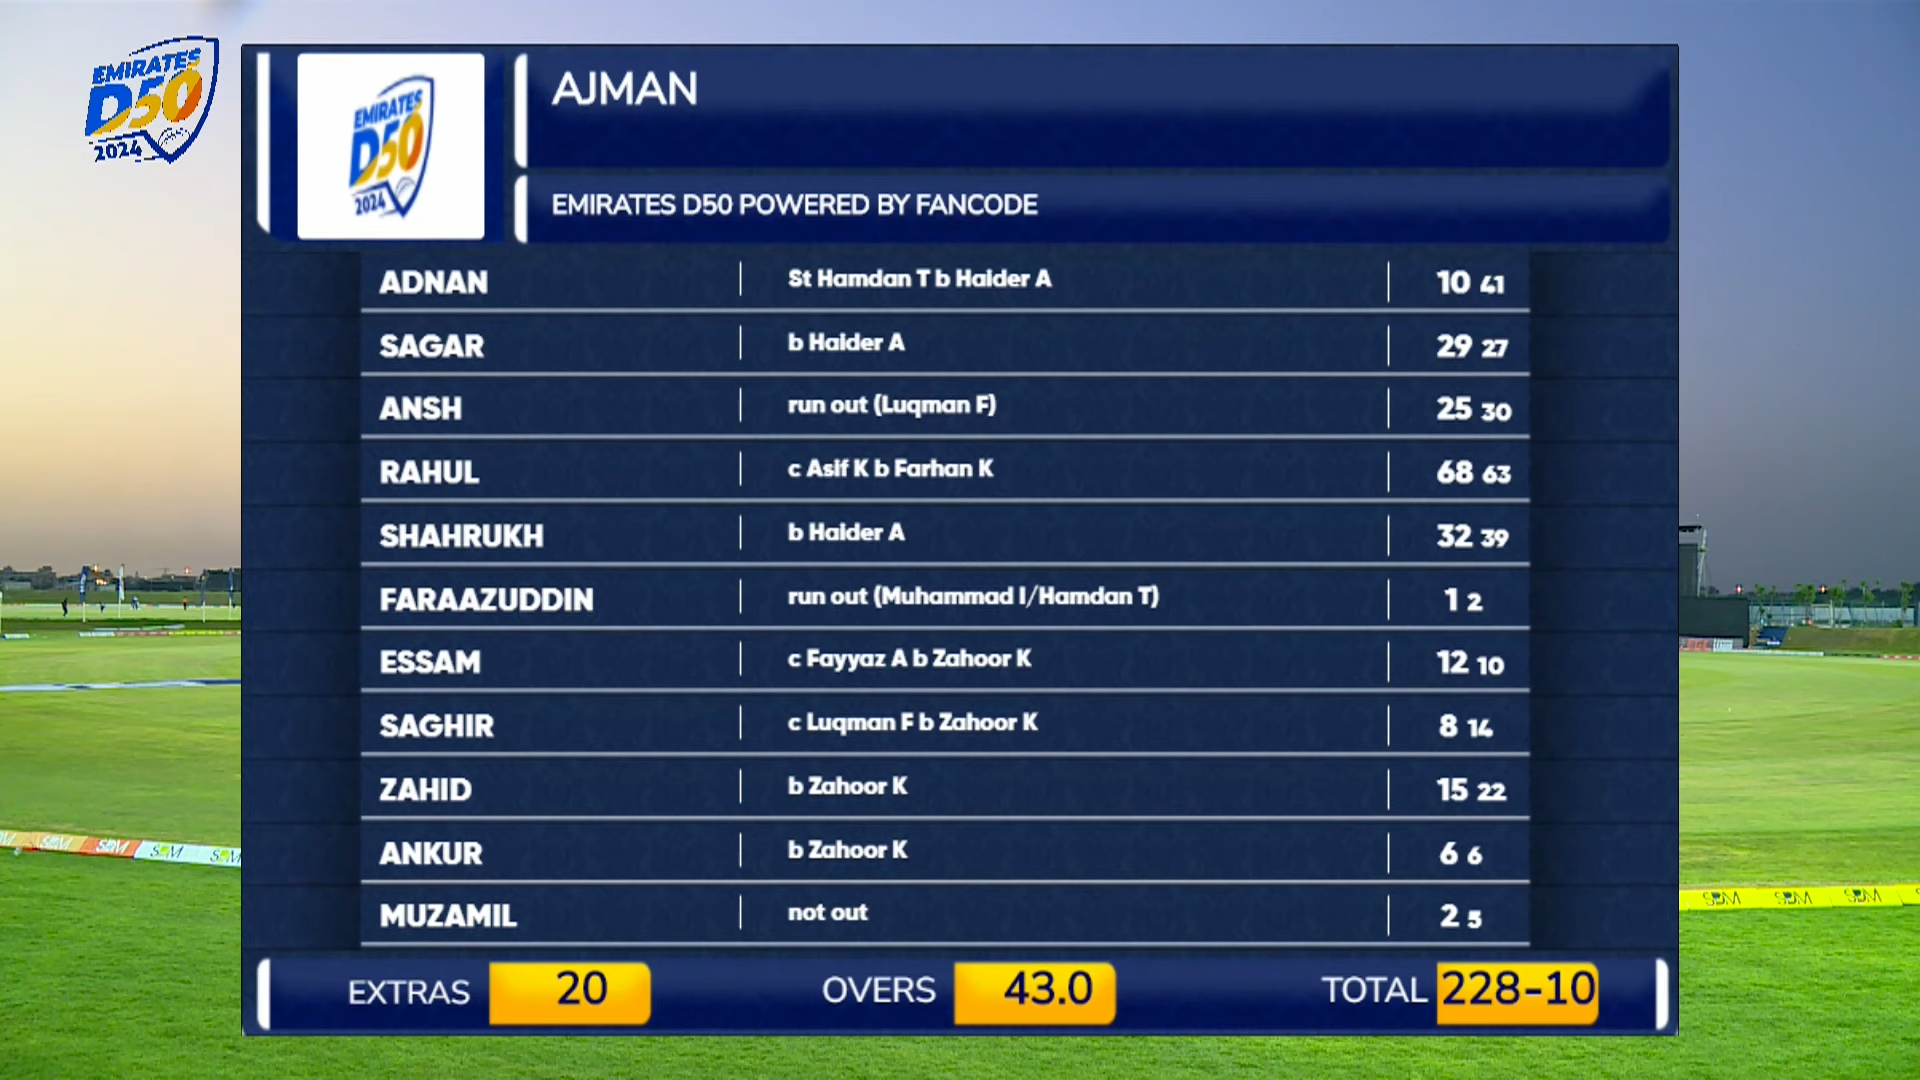 EMIRATES
D50
2024
EMIRATES
D50
2024
AJMAN
EMIRATES D50 POWERED BY FANCODE
ADNAN St Hamdan T b Haider A 10 41
SAGAR b Haider A 29 27
ANSH run out (Luqman F) 25 30
RAHUL c Asif K b Farhan K 68 63
SHAHRUKH b Haider A 32 39
FARAAZUDDIN run out (Muhammad I/Hamdan T) 1 2
ESSAM c Fayyaz A b Zahoor K 12 10
SAGHIR c Luqman F b Zahoor K 8 14
ZAHID b Zahoor K 15 22
ANKUR b Zahoor K 6 6
MUZAMIL not out 2 5
EXTRAS 20 OVERS 43.0 TOTAL 228-10